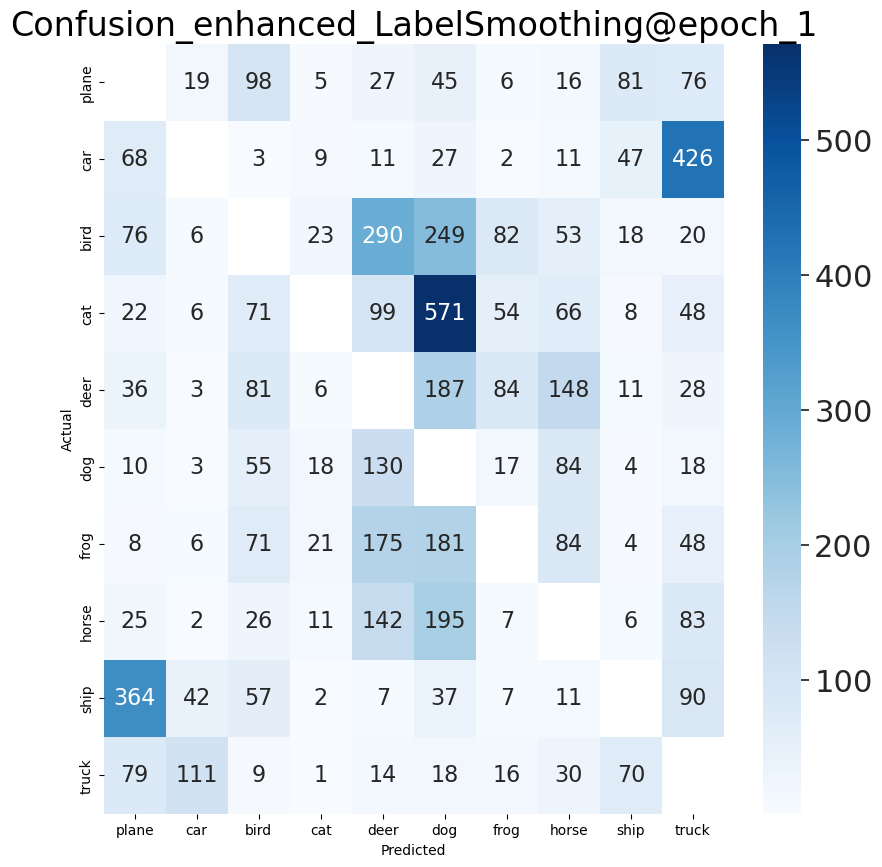 Confusion_enhanced_LabelSmoothing@epoch_1
plane 19 98 5 27 45 6 16 81 76
car 68 3 9 11 27 2 11 47 426
bird 76 6 23 290 249 82 53 18 20
cat 22 6 71 99 571 54 66 8 48
deer 36 3 81 6 187 84 148 11 28
dog 10 3 55 18 130 17 84 4 18
frog 8 6 71 21 175 181 84 4 48
horse 25 2 26 11 142 195 7 6 83
ship 364 42 57 2 7 37 7 11 90
truck 79 111 9 1 14 18 16 30 70
Actual
plane car bird cat deer dog frog horse ship truck
Predicted
500
400
300
200
100